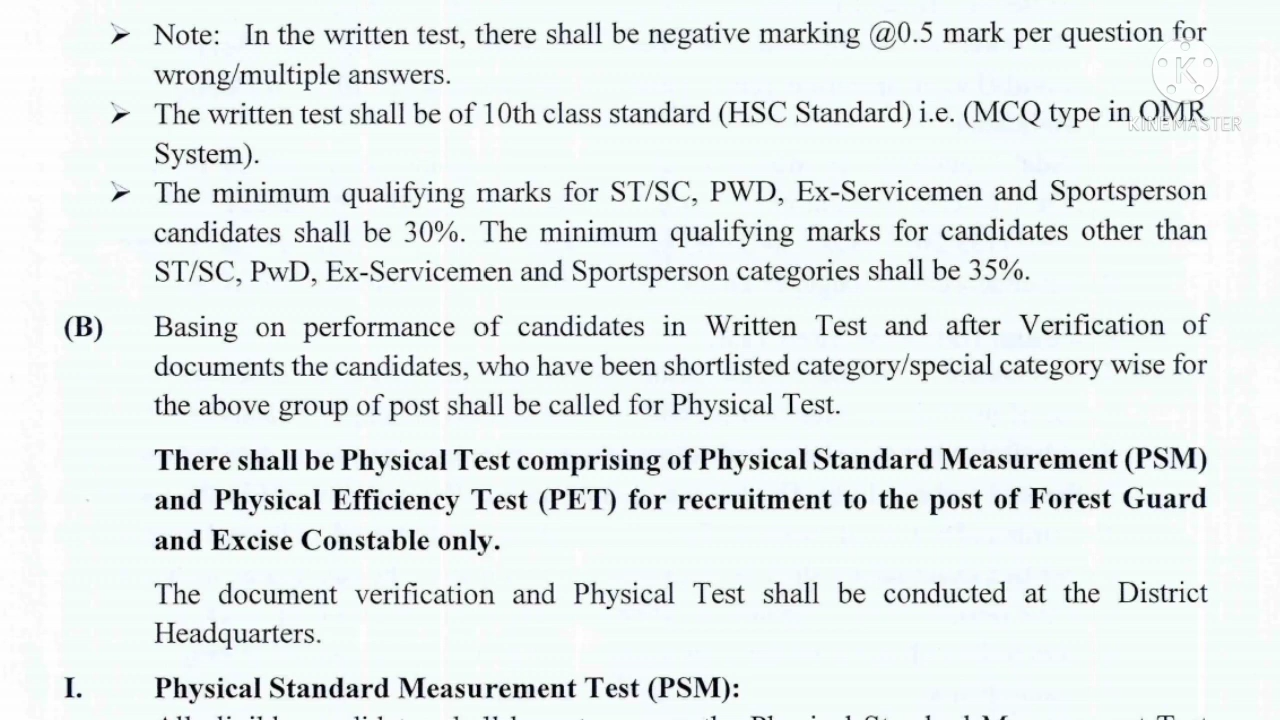 ➢ Note: In the written test, there shall be negative marking @0.5 mark per question for
wrong/multiple answers.
➢ The written test shall be of 10th class standard (HSC Standard) i.e. (MCQ type in OMR
System).
➢ The minimum qualifying marks for ST/SC, PWD, Ex-Servicemen and Sportsperson
candidates shall be 30%. The minimum qualifying marks for candidates other than
ST/SC, PwD, Ex-Servicemen and Sportsperson categories shall be 35%.
(B) Basing on performance of candidates in Written Test and after Verification of
documents the candidates, who have been shortlisted category/special category wise for
the above group of post shall be called for Physical Test.
There shall be Physical Test comprising of Physical Standard Measurement (PSM)
and Physical Efficiency Test (PET) for recruitment to the post of Forest Guard
and Excise Constable only.
The document verification and Physical Test shall be conducted at the District
Headquarters.
I. Physical Standard Measurement Test (PSM):
K
KINEMASTER